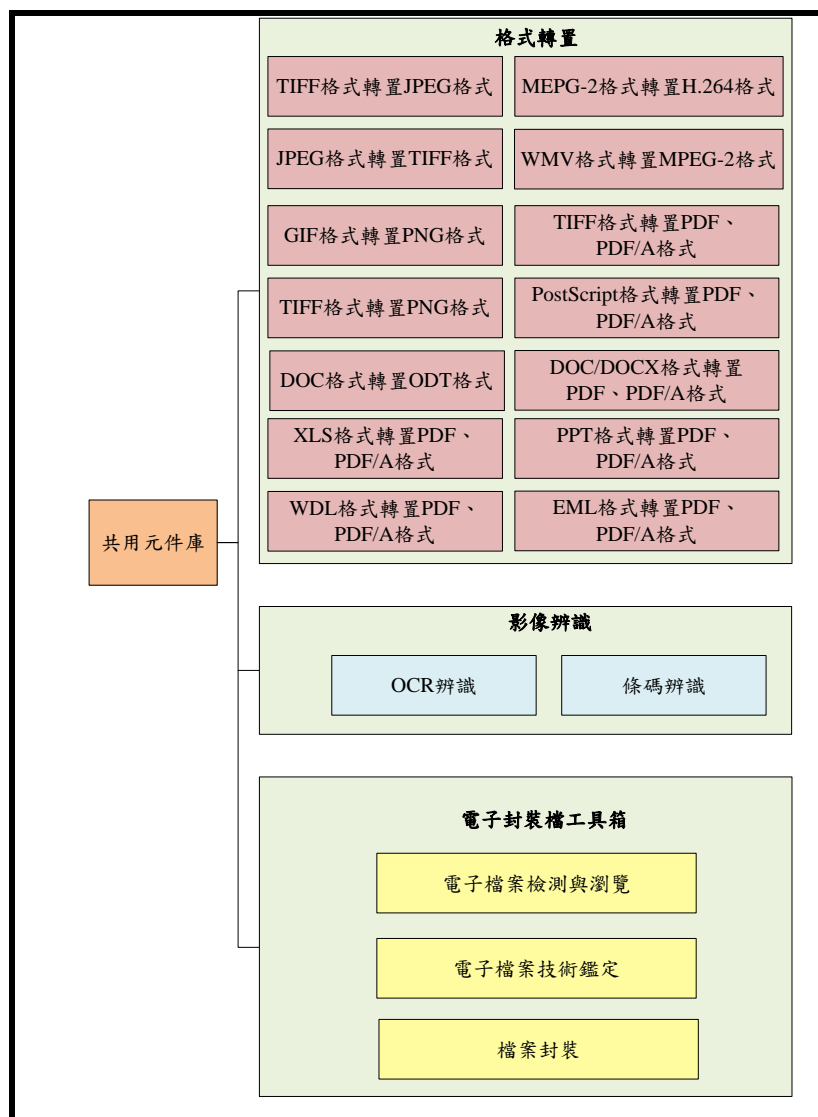 格式轉置
TIFF格式轉置JPEG格式
MEPG-2格式轉置H.264格式
JPEG格式轉置TIFF格式
WMV格式轉置MPEG-2格式
GIF格式轉置PNG格式
TIFF格式轉置PDF、
PDF/A格式
TIFF格式轉置PNG格式
PostScript格式轉置PDF、
PDF/A格式
DOC格式轉置ODT格式
DOC/DOCX格式轉置
PDF、PDF/A格式
XLS格式轉置PDF、
PDF/A格式
PPT格式轉置PDF、
PDF/A格式
WDL格式轉置PDF、
PDF/A格式
EML格式轉置PDF、
PDF/A格式
共用元件庫
影像辨識
OCR辨識
條碼辨識
電子封裝檔工具箱
電子檔案檢測與瀏覽
電子檔案技術鑑定
檔案封裝